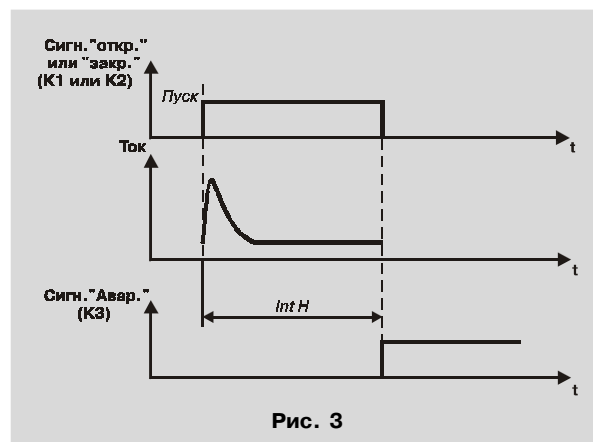 Сигн."откр."
или "закр."
(К1 или К2)
Пуск
t
Ток
t
Сигн."Авар."
(К3)
Int H
t
Рис. 3